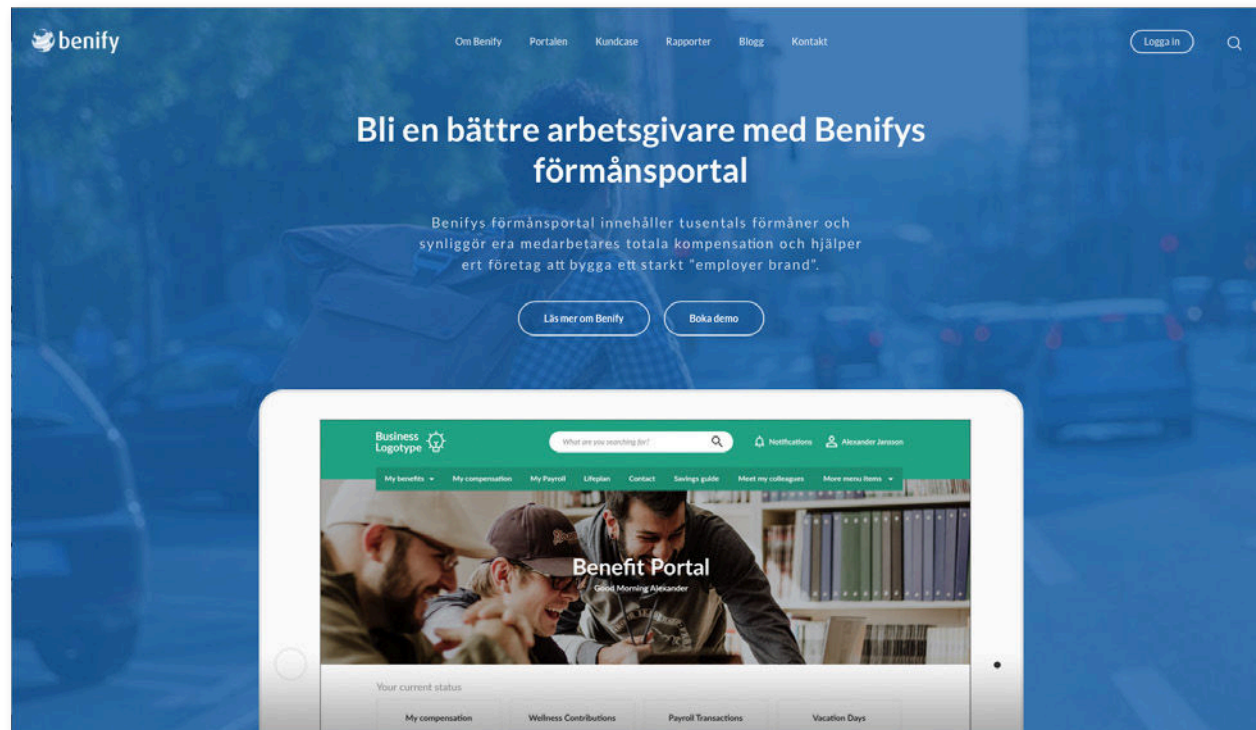 benify
Om Benify Portalen Kundcase Rapporter Blogg Kontakt
Logga in
Bli en bättre arbetsgivare med Benifys
förmånsportal
Benifys förmånsportal innehåller tusentals förmåner och
synliggör era medarbetares totala kompensation och hjälper
ert företag att bygga ett starkt "employer brand".
Läs mer om Benify Boka demo
Business
Logotype
What are you searching for?
Notifications Alexander Jansson
My benefits My compensation My Payroll Lifeplan Contact Savings guide Meet my colleagues More menu items
Benefit Portal
Good Morning Alexander
Your current status
My compensation Wellness Contributions Payroll Transactions Vacation Days